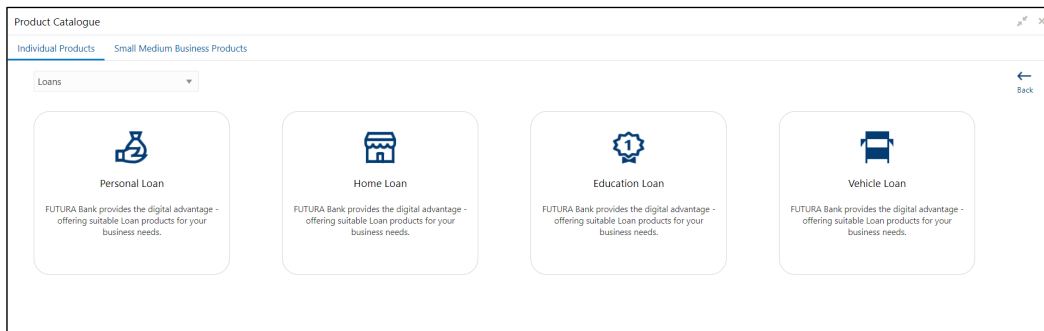 Product Catalogue
Individual Products Small Medium Business Products
Loans
Back
Personal Loan
FUTURA Bank provides the digital advantage -
offering suitable Loan products for your
business needs.
Home Loan
FUTURA Bank provides the digital advantage -
offering suitable Loan products for your
business needs.
1
Education Loan
FUTURA Bank provides the digital advantage -
offering suitable Loan products for your
business needs.
Vehicle Loan
FUTURA Bank provides the digital advantage -
offering suitable Loan products for your
business needs.